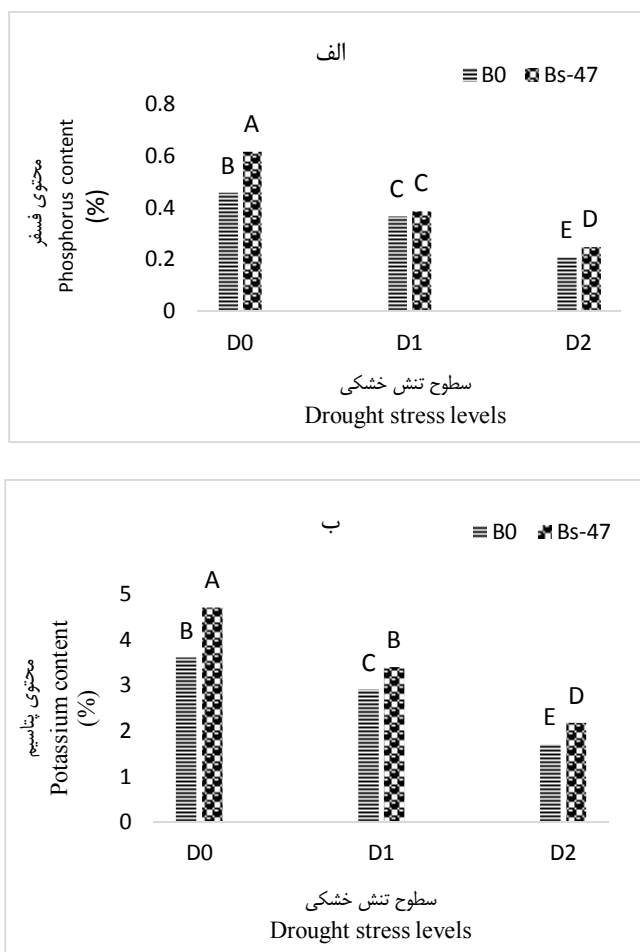 الف
B0 Bs-47
محتوی فسفر
Phosphorus content
(%)
0.8
0.6
0.4
0.2
0
B A C C E D
D0 D1 D2
سطوح تنش خشکی
Drought stress levels
ب
B0 Bs-47
محتوی پتاسیم
Potassium content
(%)
5
4
3
2
1
0
B A C B E D
D0 D1 D2
سطوح تنش خشکی
Drought stress levels